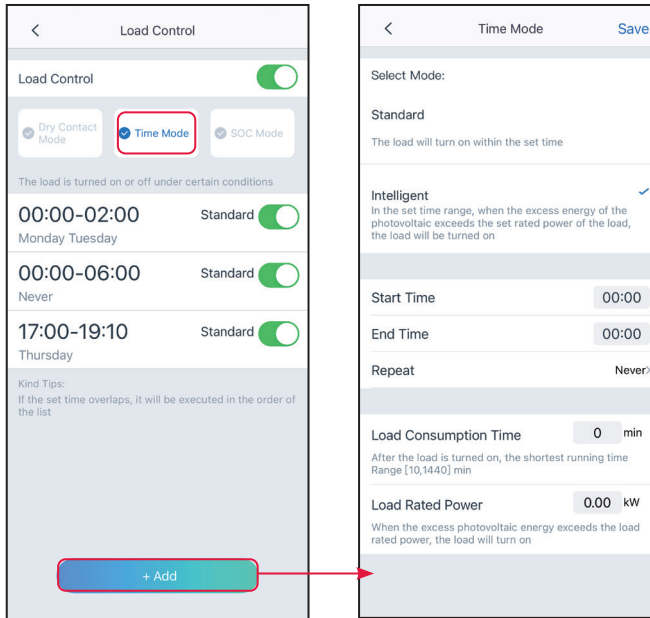 Load Control
Load Control
Dry Contact
Mode
Time Mode
SOC Mode
The load is turned on or off under certain conditions
00:00-02:00 Standard
Monday Tuesday
00:00-06:00 Standard
Never
17:00-19:10 Standard
Thursday
Kind Tips:
If the set time overlaps, it will be executed in the order of
the list
+ Add
Time Mode Save
Select Mode:
Standard
The load will turn on within the set time
Intelligent
In the set time range, when the excess energy of the
photovoltaic exceeds the set rated power of the load,
the load will be turned on
Start Time 00:00
End Time 00:00
Repeat Never
Load Consumption Time 0 min
After the load is turned on, the shortest running time
Range [10,1440] min
Load Rated Power 0.00 kW
When the excess photovoltaic energy exceeds the load
rated power, the load will turn on